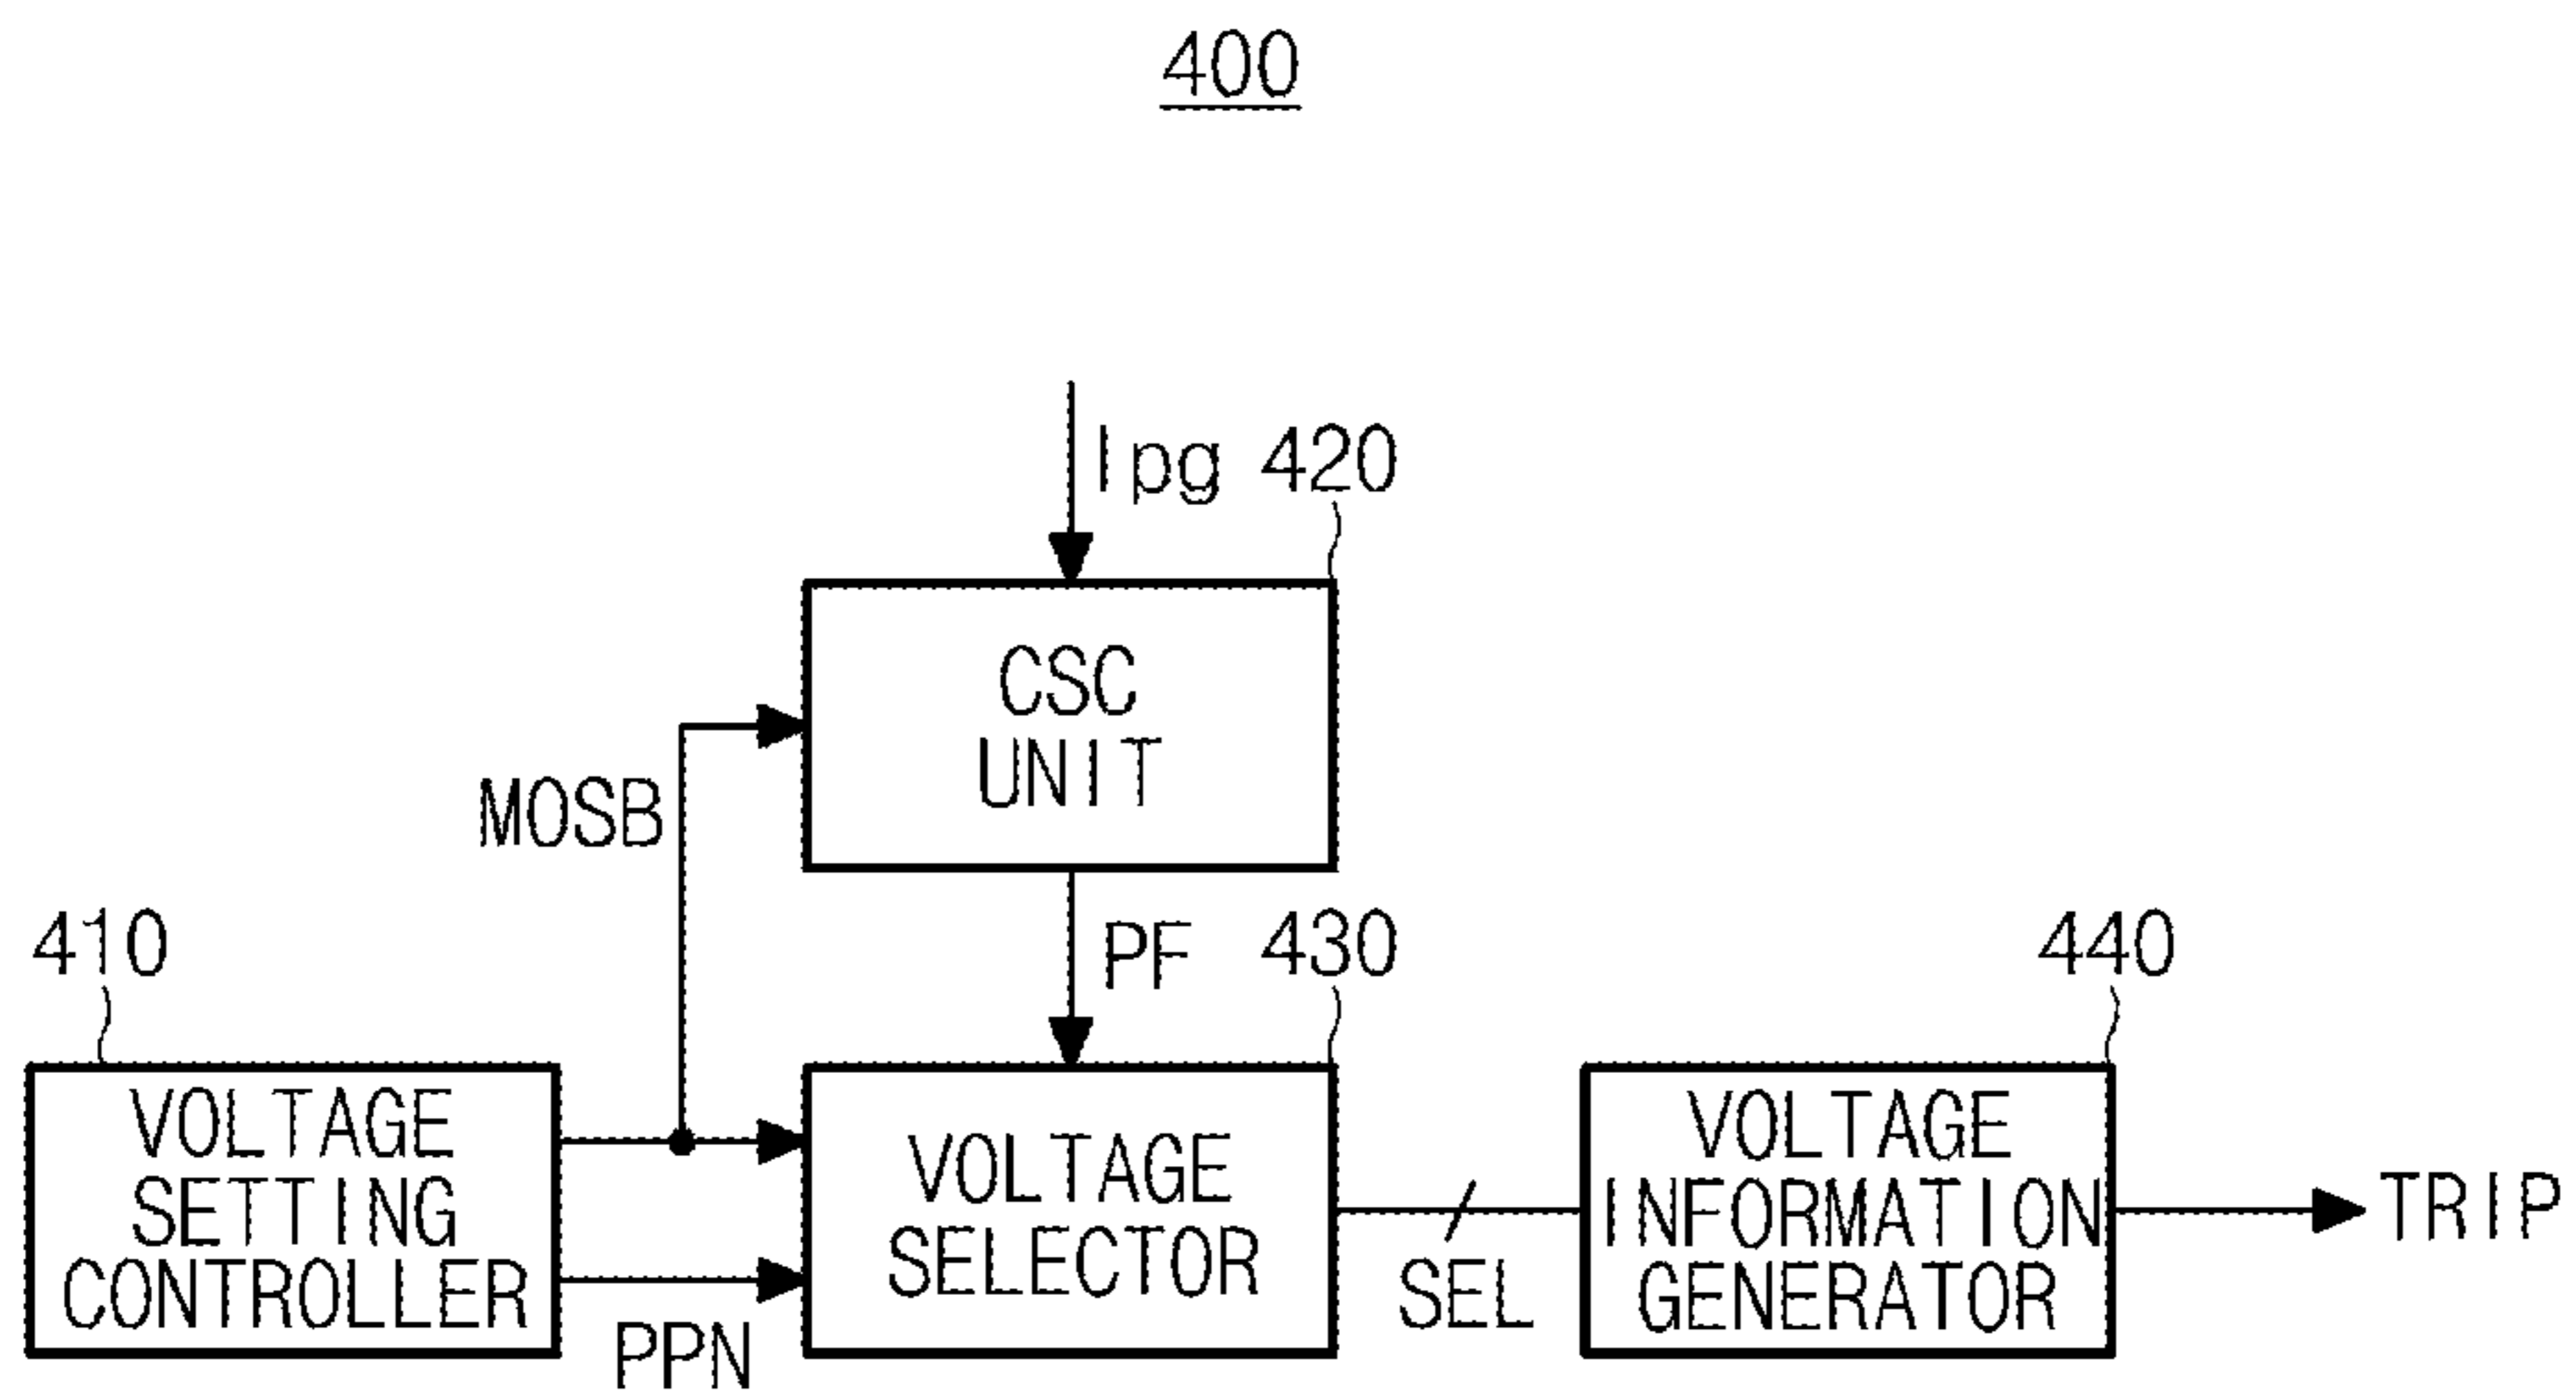 400
Ipg
420
CSC
UNIT
MOSB
410
PF
430
440
VOLTAGE
SETTING
CONTROLLER
VOLTAGE
SELECTOR
VOLTAGE
INFORMATION
GENERATOR
TRIP
SEL
PPN